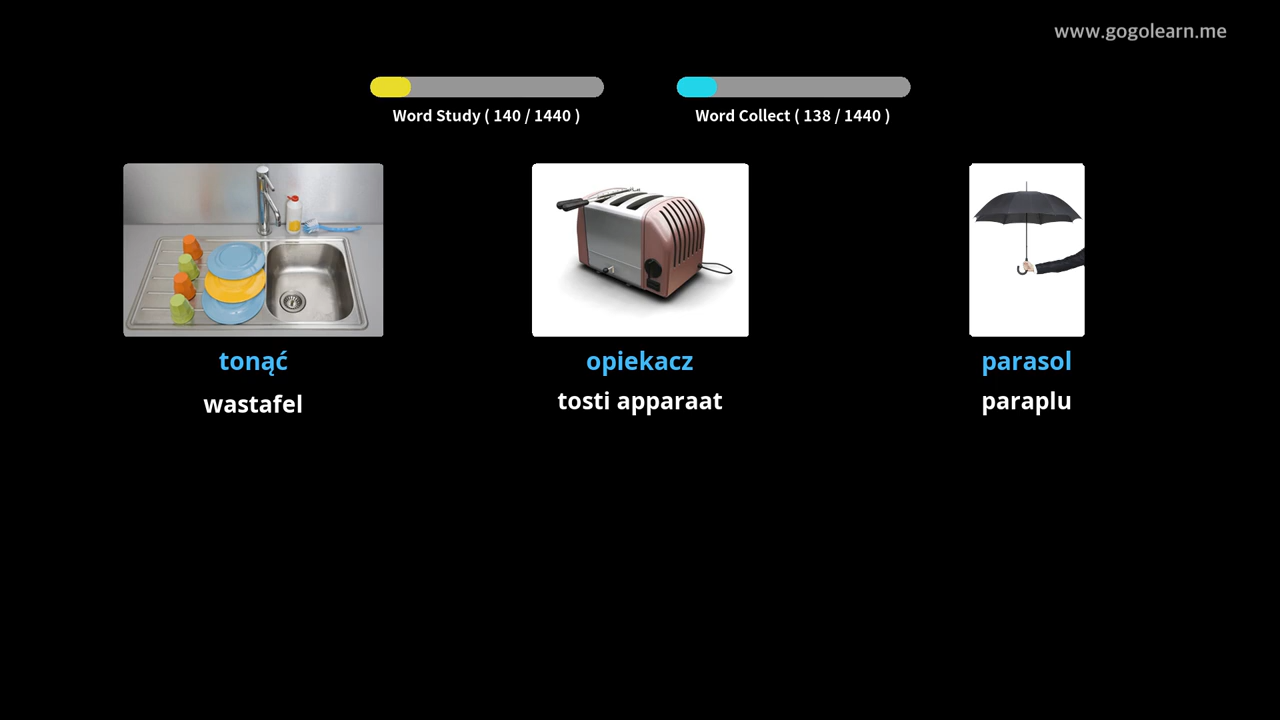 www.gogolearn.me
Word Study ( 140 / 1440 )
Word Collect ( 138 / 1440 )
tonąć
wastafel
opiekacz
tosti apparaat
parasol
paraplu